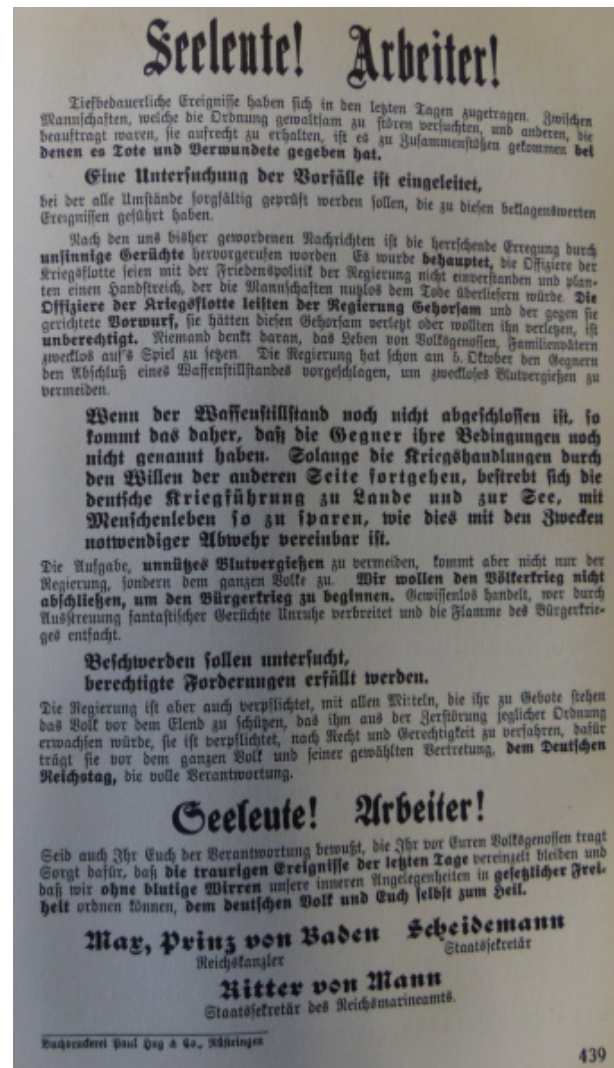 Seeleute! Arbeiter!
Tiefbedauerliche Ereignisse haben sich in den letzten Tagen zugetragen. Zwischen
Mannschaften, welche die Ordnung gewaltsam zu stören versuchten, und anderen, die
beauftragt waren, sie aufrecht zu erhalten, ist es zu Zusammenstößen gekommen bei
denen es Tote und Verwundete gegeben hat.
Eine Untersuchung der Vorfälle ist eingeleitet,
bei der alle Umstände sorgfältig geprüft werden sollen, die zu diesen beklagenswerten
Ereignissen geführt haben.
Nach den uns bisher gewordenen Nachrichten ist die herrschende Erregung durch
unsinnige Gerüchte hervorgerufen worden. Es wurde behauptet, die Offiziere der
Kriegsflotte seien mit der Friedenspolitik der Regierung nicht einverstanden und plan-
ten einen Handstreich, der die Mannschaften nutzlos dem Tode überliefern würde. Die
Offiziere der Kriegsflotte leisten der Regierung Gehorsam und der gegen sie
gerichtete Vorwurf, sie hätten diesen Gehorsam verletzt oder wollten ihn verletzen, ist
unberechtigt. Niemand denkt daran, das Leben von Volksgenossen, Familienvätern
zwecklos auf's Spiel zu setzen. Die Regierung hat schon am 5. Oktober den Gegnern
den Abschluß eines Waffenstillstandes vorgeschlagen, um zweckloses Blutvergießen zu
vermeiden.
Wenn der Waffenstillstand noch nicht abgeschlossen ist, so
kommt das daher, daß die Gegner ihre Bedingungen noch
nicht genannt haben. Solange die Kriegshandlungen durch
den Willen der anderen Seite fortgehen, bestrebt sich die
deutsche Kriegführung zu Lande und zur See, mit
Menschenleben so zu sparen, wie dies mit den Zwecken
notwendiger Abwehr vereinbar ist.
Die Aufgabe, unnützes Blutvergießen zu vermeiden, kommt aber nicht nur der
Regierung, sondern dem ganzen Volke zu. Wir wollen den Völkerkrieg nicht
abschließen, um den Bürgerkrieg zu beginnen. Gewissenlos handelt, wer durch
Ausstreuung fantastischer Gerüchte Unruhe verbreitet und die Flamme des Bürgerkrie-
ges entfacht.
Beschwerden sollen untersucht,
berechtigte Forderungen erfüllt werden.
Die Regierung ist aber auch verpflichtet, mit allen Mitteln, die ihr zu Gebote stehen
das Volk vor dem Elend zu schützen, das ihm aus der Zerstörung jeglicher Ordnung
erwachsen würde, sie ist verpflichtet, nach Recht und Gerechtigkeit zu verfahren, dafür
trägt sie vor dem ganzen Volk und seiner gewählten Vertretung, dem Deutschen
Reichstag, die volle Verantwortung.
Seeleute! Arbeiter!
Seid auch Ihr Euch der Verantwortung bewußt, die Ihr vor Euren Volksgenossen tragt
Sorgt dafür, daß die traurigen Ereignisse der letzten Tage vereinzelt bleiben und
daß wir ohne blutige Wirren unsere inneren Angelegenheiten in gesetzlicher Frei-
heit ordnen können, dem deutschen Volk und Euch selbst zum Heil.
Max, Prinz von Baden Scheidemann
Reichskanzler Staatssekretär
Ritter von Mann
Staatssekretär des Reichsmarineamts.
Buchdruckerei Paul Hug & Co., Rüstringen
439